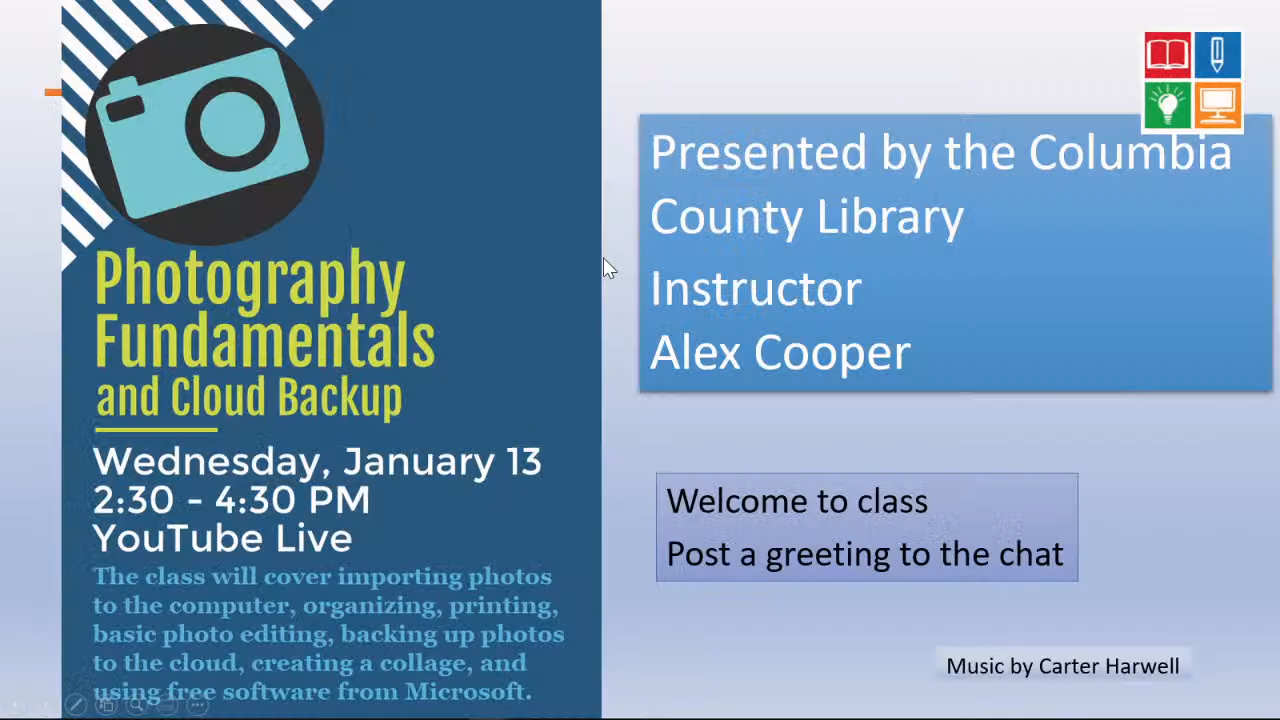 Photography
Fundamentals
and Cloud Backup
Wednesday, January 13
2:30 - 4:30 PM
YouTube Live
The class will cover importing photos
to the computer, organizing, printing,
basic photo editing, backing up photos
to the cloud, creating a collage, and
using free software from Microsoft.
Presented by the Columbia
County Library
Instructor
Alex Cooper
Welcome to class
Post a greeting to the chat
Music by Carter Harwell